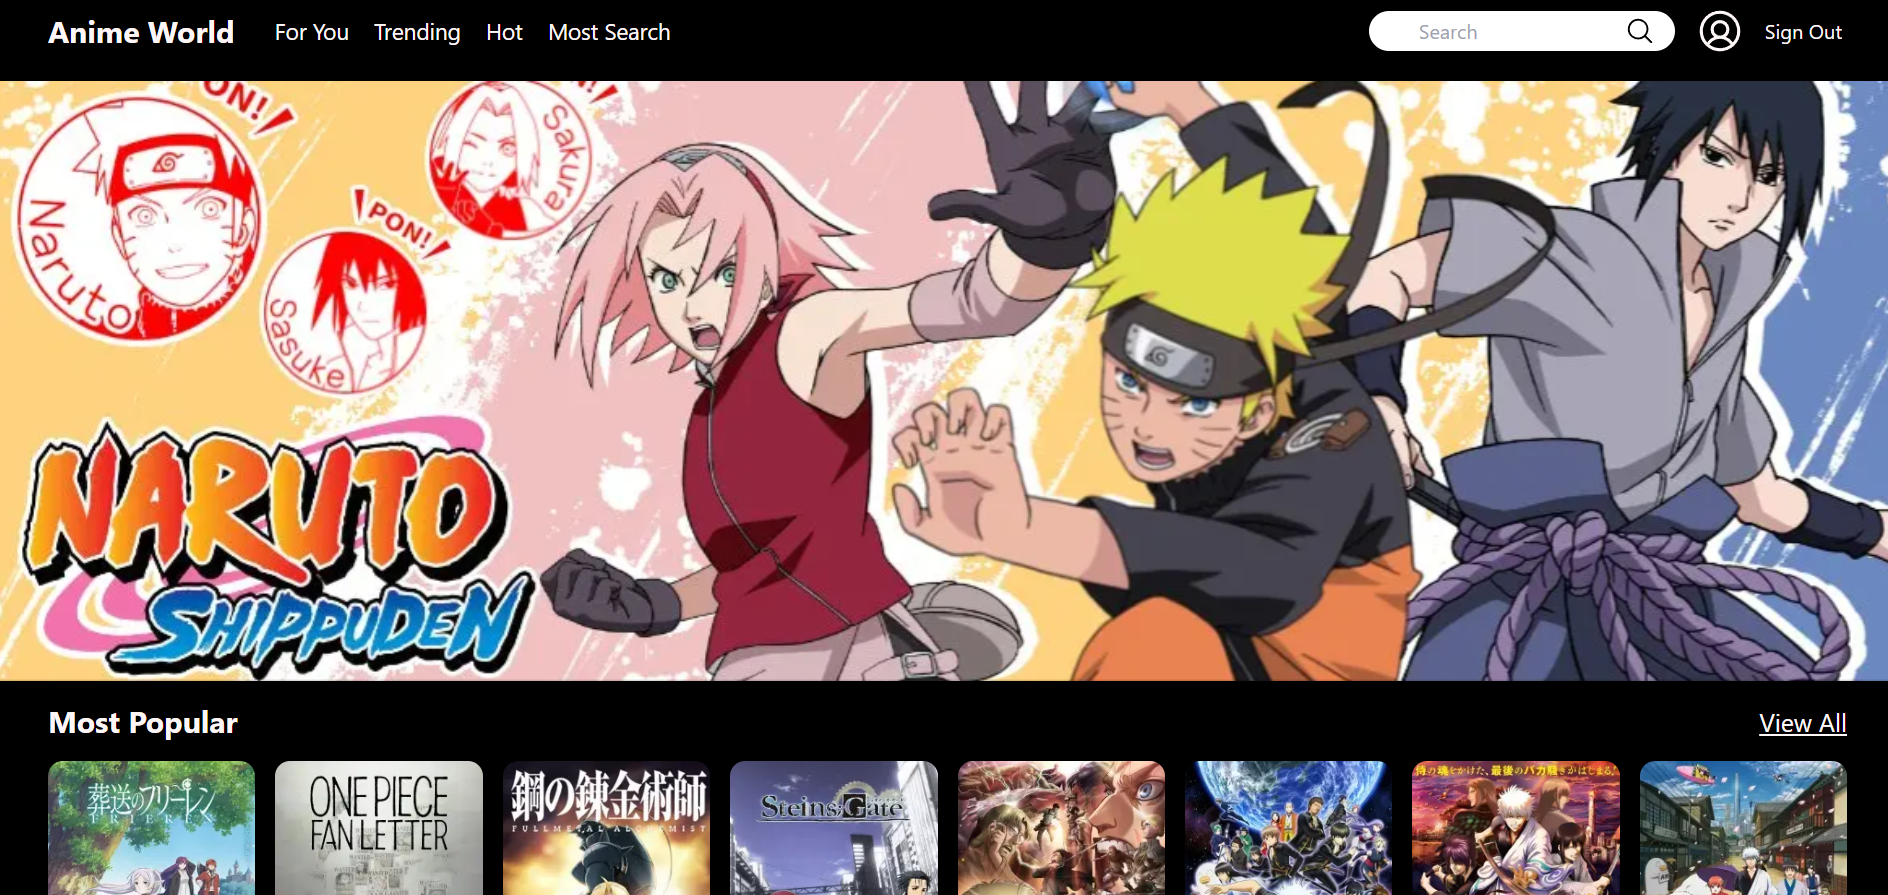 Anime World
For You
Trending
Hot
Most Search
Search
Sign Out
ON!
!
Naruto
Sakura
!PON!
Sasuke
NARUTO
SHIPPUDEN
Most Popular
View All
葬送のフリーレン
FRIEREN
ONE PIECE
FAN LETTER
鋼の錬金術師
FULLMETAL ALCHEMIST
Steins;Gate
侍の魂をかけた、最後のバカ騒ぎがはじまる!